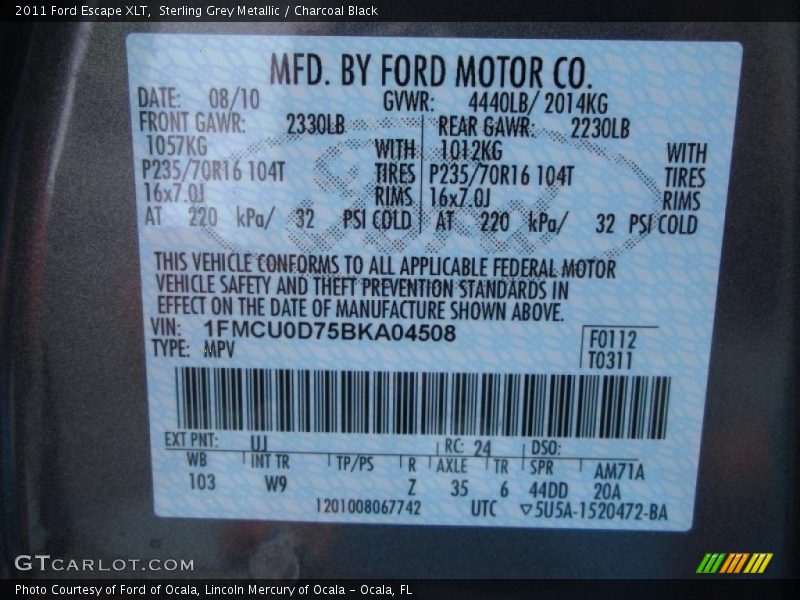 2011 Ford Escape XLT, Sterling Grey Metallic / Charcoal Black
MFD. BY FORD MOTOR CO.
DATE: 08/10 GVWR: 4440LB/ 2014KG
FRONT GAWR: 2330LB REAR GAWR: 2230LB
1057KG WITH 1012KG WITH
P235/70R16 104T TIRES P235/70R16 104T TIRES
16x7.0J RIMS 16x7.0J RIMS
AT 220 kPa/ 32 PSI COLD AT 220 kPa/ 32 PSI COLD
THIS VEHICLE CONFORMS TO ALL APPLICABLE FEDERAL MOTOR
VEHICLE SAFETY AND THEFT PREVENTION STANDARDS IN
EFFECT ON THE DATE OF MANUFACTURE SHOWN ABOVE.
VIN: 1FMCU0D75BKA04508 F0112
TYPE: MPV T0311
EXT PNT: UJ RC: 24 DSO:
WB INT TR TP/PS R AXLE TR SPR AM71A
103 W9 Z 35 6 44DD 20A
1201008067742 UTC ▽5U5A-1520472-BA
GTCARLOT.COM
Photo Courtesy of Ford of Ocala, Lincoln Mercury of Ocala – Ocala, FL